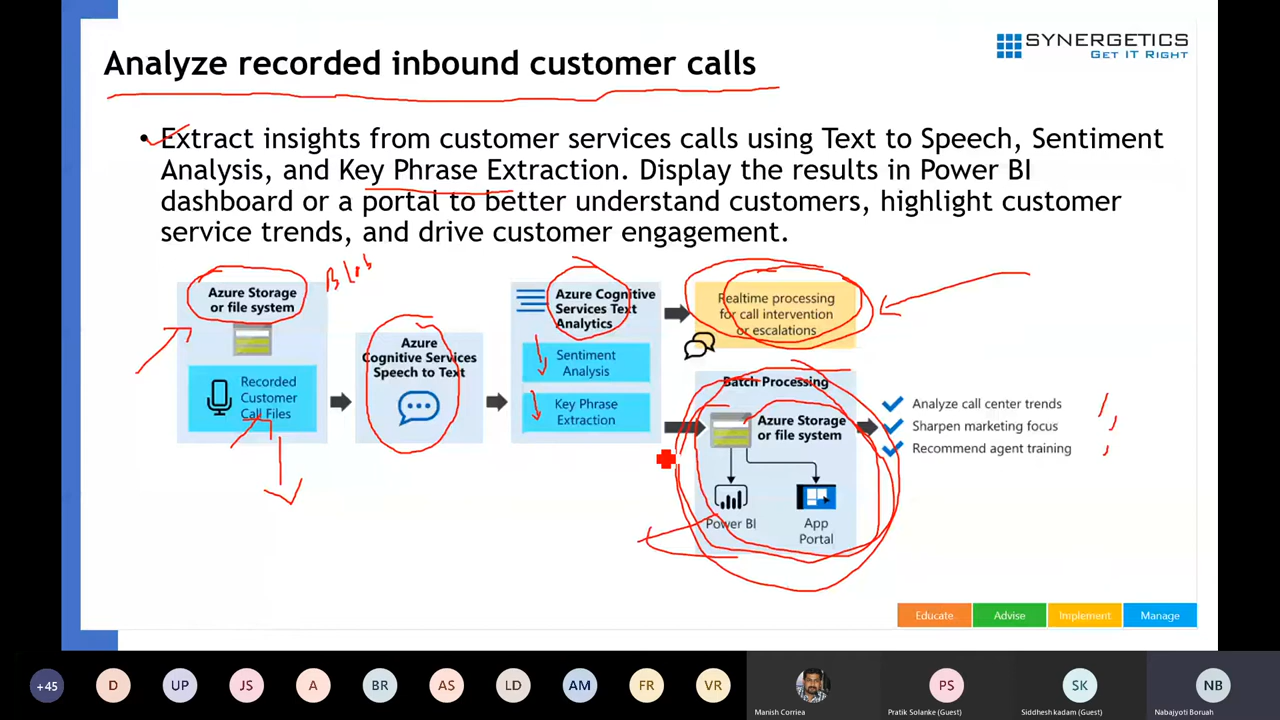 SYNERGETICS
GET IT RIGHT
Analyze recorded inbound customer calls
• Extract insights from customer services calls using Text to Speech, Sentiment
Analysis, and Key Phrase Extraction. Display the results in Power BI
dashboard or a portal to better understand customers, highlight customer
service trends, and drive customer engagement.
Blob
Azure Storage
or file system
Recorded
Customer
Call Files
Azure
Cognitive Services
Speech to Text
Azure Cognitive
Services Text
Analytics
Sentiment
Analysis
Key Phrase
Extraction
Realtime processing
for call intervention
or escalations
Batch Processing
Azure Storage
or file system
Power BI
App
Portal
Analyze call center trends
Sharpen marketing focus
Recommend agent training
Educate
Advise
Implement
Manage
+45
D
UP
JS
A
BR
AS
LD
AM
FR
VR
Manish Correia
PS
Pratik Solanke (Guest)
SK
Siddhesh kadam (Guest)
NB
Nabajyoti Boruah